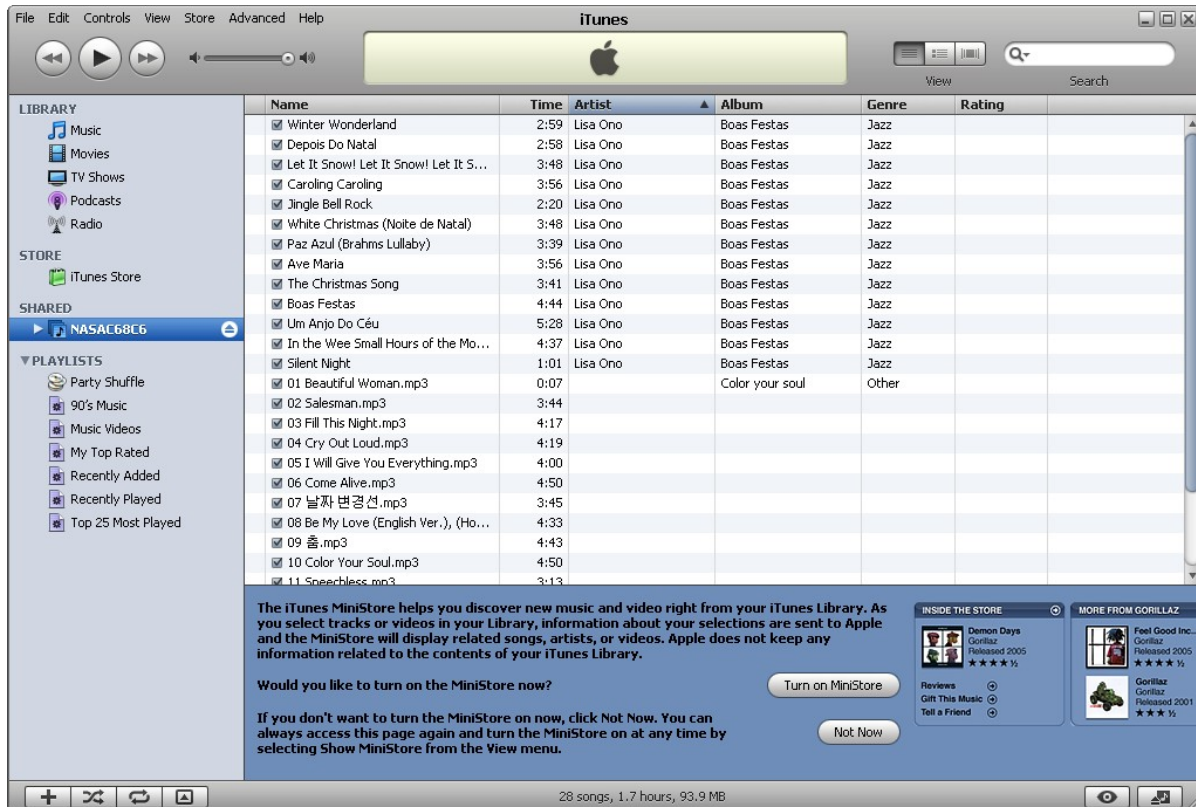 File Edit Controls View Store Advanced Help
iTunes
View
Search
LIBRARY
Music
Movies
TV Shows
Podcasts
Radio
STORE
iTunes Store
SHARED
NASAC68C6
PLAYLISTS
Party Shuffle
90's Music
Music Videos
My Top Rated
Recently Added
Recently Played
Top 25 Most Played
Name Time Artist Album Genre Rating
Winter Wonderland 2:59 Lisa Ono Boas Festas Jazz
Depois Do Natal 2:58 Lisa Ono Boas Festas Jazz
Let It Snow! Let It Snow! Let It S... 3:48 Lisa Ono Boas Festas Jazz
Caroling Caroling 3:56 Lisa Ono Boas Festas Jazz
Jingle Bell Rock 2:20 Lisa Ono Boas Festas Jazz
White Christmas (Noite de Natal) 3:48 Lisa Ono Boas Festas Jazz
Paz Azul (Brahms Lullaby) 3:39 Lisa Ono Boas Festas Jazz
Ave Maria 3:56 Lisa Ono Boas Festas Jazz
The Christmas Song 3:41 Lisa Ono Boas Festas Jazz
Boas Festas 4:44 Lisa Ono Boas Festas Jazz
Um Anjo Do Céu 5:28 Lisa Ono Boas Festas Jazz
In the Wee Small Hours of the Mo... 4:37 Lisa Ono Boas Festas Jazz
Silent Night 1:01 Lisa Ono Boas Festas Jazz
01 Beautiful Woman.mp3 0:07 Color your soul Other
02 Salesman.mp3 3:44
03 Fill This Night.mp3 4:17
04 Cry Out Loud.mp3 4:19
05 I Will Give You Everything.mp3 4:00
06 Come Alive.mp3 4:50
07 날짜 변경선.mp3 3:45
08 Be My Love (English Ver.), (Ho... 4:33
09 춤.mp3 4:43
10 Color Your Soul.mp3 4:50
11 Speechless.mp3 3:13
The iTunes MiniStore helps you discover new music and video right from your iTunes Library. As
you select tracks or videos in your Library, information about your selections are sent to Apple
and the MiniStore will display related songs, artists, or videos. Apple does not keep any
information related to the contents of your iTunes Library.
Would you like to turn on the MiniStore now?
Turn on MiniStore
If you don't want to turn the MiniStore on now, click Not Now. You can
always access this page again and turn the MiniStore on at any time by
selecting Show MiniStore from the View menu.
Not Now
INSIDE THE STORE
Demon Days
Gorillaz
Released 2005
Reviews
Gift This Music
Tell a Friend
MORE FROM GORILLAZ
Feel Good Inc..
Gorillaz
Released 2005
Gorillaz
Gorillaz
Released 2001
28 songs, 1.7 hours, 93.9 MB